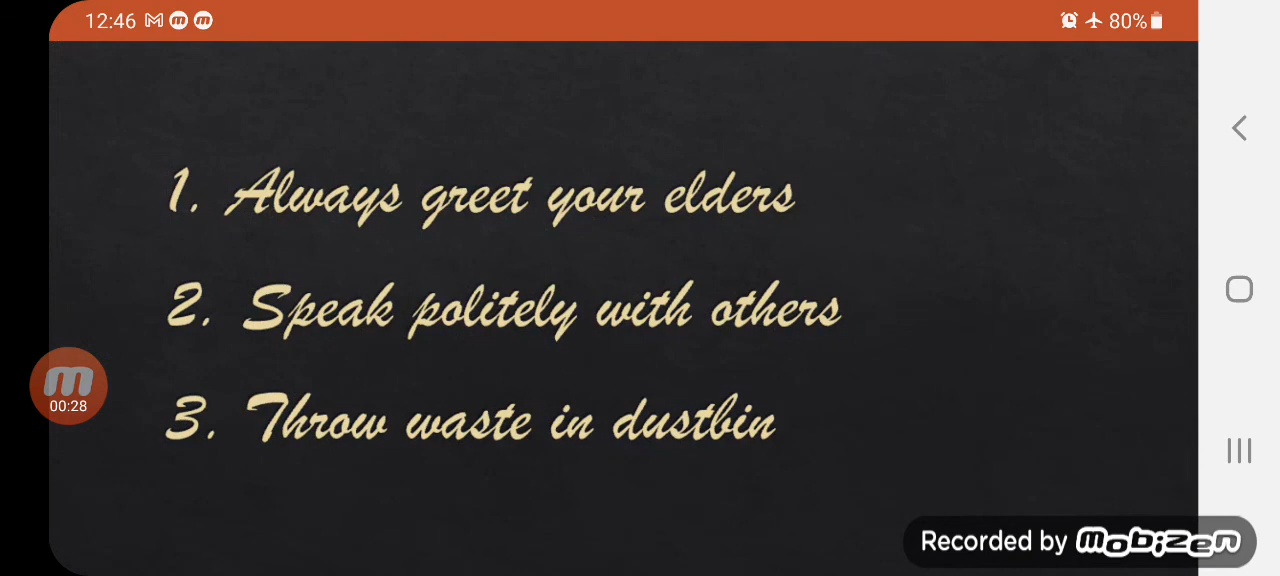 12:46 80%
1. Always greet your elders
2. Speak politely with others
3. Throw waste in dustbin
m
00:28
Recorded by mobizen